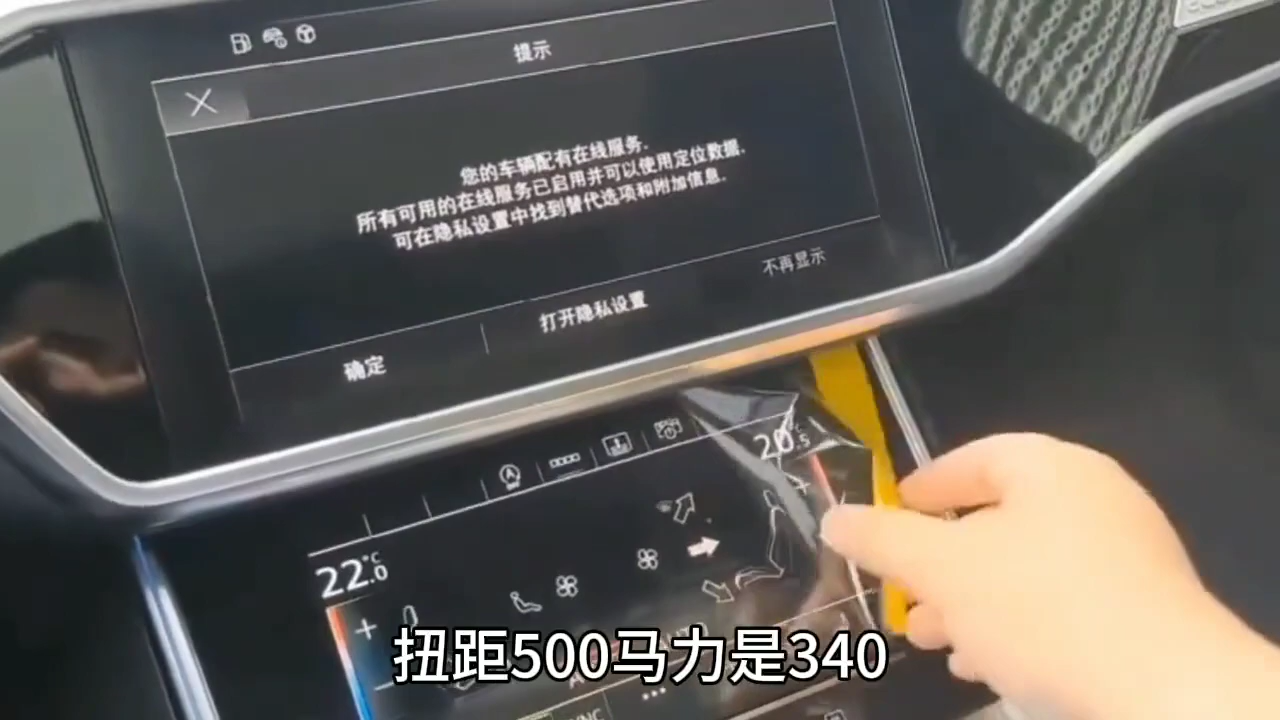 提示
您的车辆配有在线服务.
所有可用的在线服务已启用并可以使用定位数据.
可在隐私设置中找到替代选项和附加信息.
不再显示
打开隐私设置
确定
20.5
22.0°C
扭距500马力是340